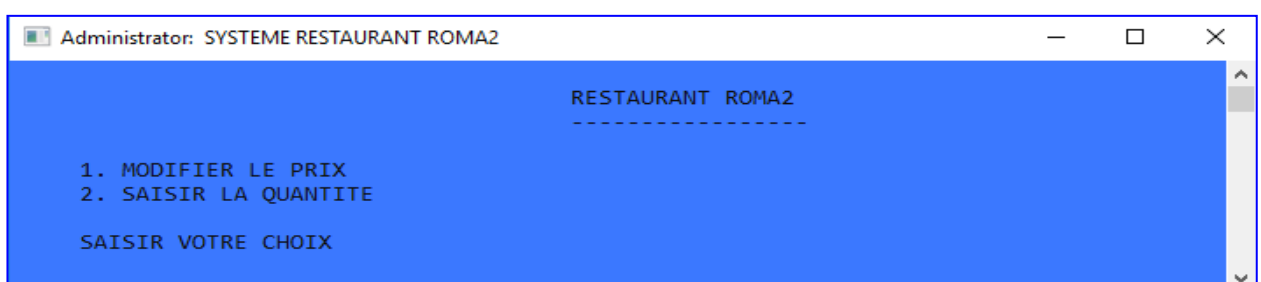 Administrator: SYSTEME RESTAURANT ROMA2
RESTAURANT ROMA2
-----------------
1. MODIFIER LE PRIX
2. SAISIR LA QUANTITE
SAISIR VOTRE CHOIX